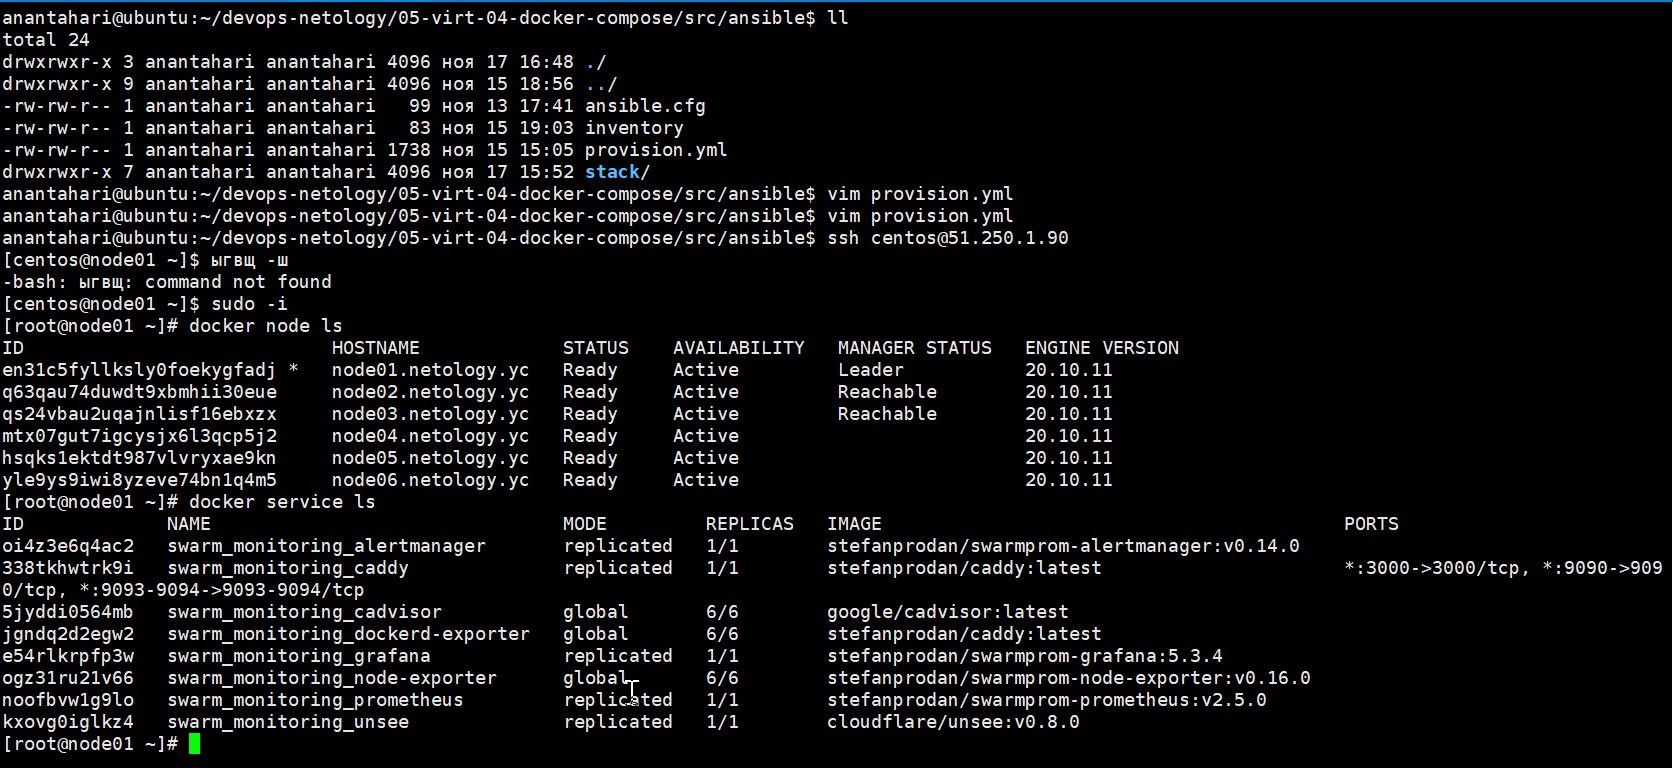 anantahari@ubuntu:~/devops-netology/05-virt-04-docker-compose/src/ansible$ ll
total 24
drwxrwxr-x 3 anantahari anantahari 4096 ноя 17 16:48 ./
drwxrwxr-x 9 anantahari anantahari 4096 ноя 15 18:56 ../
-rw-rw-r-- 1 anantahari anantahari   99 ноя 13 17:41 ansible.cfg
-rw-rw-r-- 1 anantahari anantahari   83 ноя 15 19:03 inventory
-rw-rw-r-- 1 anantahari anantahari 1738 ноя 15 15:05 provision.yml
drwxrwxr-x 7 anantahari anantahari 4096 ноя 17 15:52 stack/
anantahari@ubuntu:~/devops-netology/05-virt-04-docker-compose/src/ansible$ vim provision.yml
anantahari@ubuntu:~/devops-netology/05-virt-04-docker-compose/src/ansible$ vim provision.yml
anantahari@ubuntu:~/devops-netology/05-virt-04-docker-compose/src/ansible$ ssh centos@51.250.1.90
[centos@node01 ~]$ ыгвщ -ш
-bash: ыгвщ: command not found
[centos@node01 ~]$ sudo -i
[root@node01 ~]# docker node ls
ID                            HOSTNAME             STATUS    AVAILABILITY   MANAGER STATUS   ENGINE VERSION
en31c5fyllksly0foekygfadj *   node01.netology.yc   Ready     Active         Leader           20.10.11
q63qau74duwdt9xbmhii30eue     node02.netology.yc   Ready     Active         Reachable        20.10.11
qs24vbau2uqajnlisf16ebxzx     node03.netology.yc   Ready     Active         Reachable        20.10.11
mtx07gut7igcysjx6l3qcp5j2     node04.netology.yc   Ready     Active                          20.10.11
hsqks1ektdt987vlvryxae9kn     node05.netology.yc   Ready     Active                          20.10.11
yle9ys9iwi8yzeve74bn1q4m5     node06.netology.yc   Ready     Active                          20.10.11
[root@node01 ~]# docker service ls
ID             NAME                                MODE         REPLICAS   IMAGE                                          PORTS
oi4z3e6q4ac2   swarm_monitoring_alertmanager       replicated   1/1        stefanprodan/swarmprom-alertmanager:v0.14.0
338tkhwtrk9i   swarm_monitoring_caddy              replicated   1/1        stefanprodan/caddy:latest                      *:3000->3000/tcp, *:9090->909
0/tcp, *:9093-9094->9093-9094/tcp
5jyddi0564mb   swarm_monitoring_cadvisor           global       6/6        google/cadvisor:latest
jgndq2d2egw2   swarm_monitoring_dockerd-exporter   global       6/6        stefanprodan/caddy:latest
e54rlkrpfp3w   swarm_monitoring_grafana            replicated   1/1        stefanprodan/swarmprom-grafana:5.3.4
ogz31ru21v66   swarm_monitoring_node-exporter      global       6/6        stefanprodan/swarmprom-node-exporter:v0.16.0
noofbvw1g9lo   swarm_monitoring_prometheus         replicated   1/1        stefanprodan/swarmprom-prometheus:v2.5.0
kxovg0iglkz4   swarm_monitoring_unsee              replicated   1/1        cloudflare/unsee:v0.8.0
[root@node01 ~]#